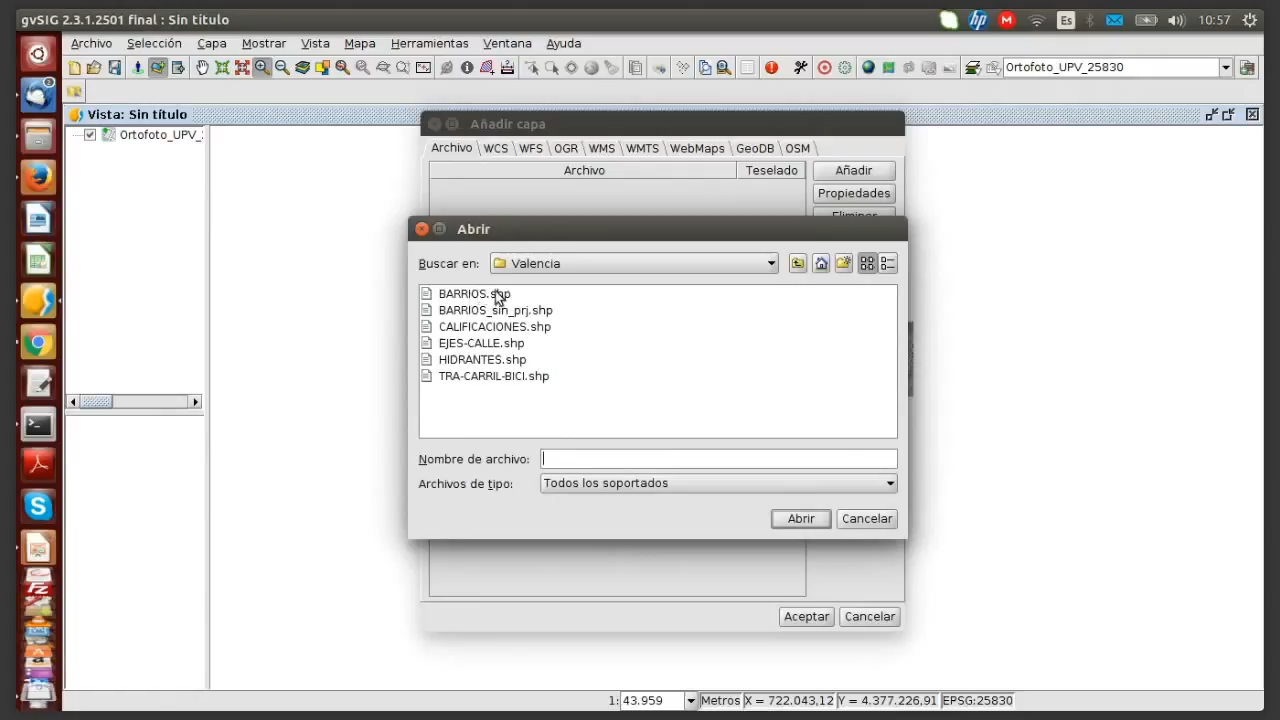 gvSIG 2.3.1.2501 final : Sin título
Es
10:57
Archivo Selección Capa Mostrar Vista Mapa Herramientas Ventana Ayuda
Ortofoto_UPV_25830
Vista: Sin título
Ortofoto_UPV_:
Añadir capa
Archivo WCS WFS OGR WMS WMTS WebMaps GeoDB OSM
Archivo Teselado Añadir
Propiedades
Eliminar
Abrir
Buscar en: Valencia
BARRIOS.shp
BARRIOS_sin_prj.shp
CALIFICACIONES.shp
EJES-CALLE.shp
HIDRANTES.shp
TRA-CARRIL-BICI.shp
Nombre de archivo:
Archivos de tipo: Todos los soportados
Abrir Cancelar
Aceptar Cancelar
1: 43.959 Metros X = 722.043,12 Y = 4.377.226,91 EPSG:25830